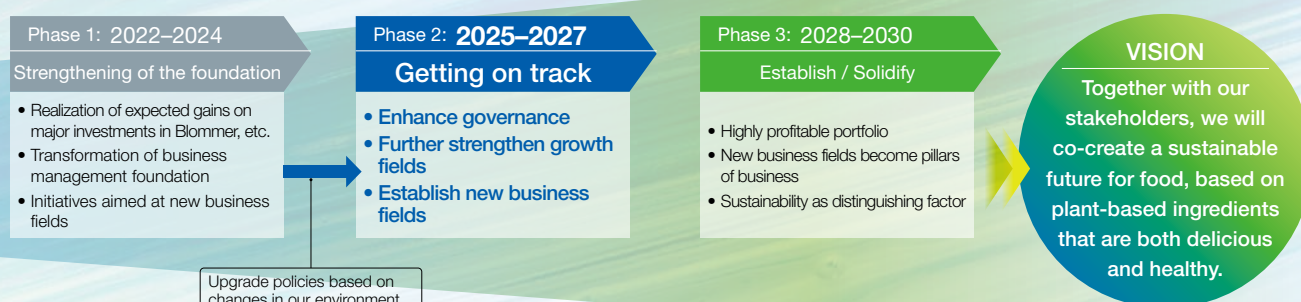 Phase 1: 2022–2024
Strengthening of the foundation
• Realization of expected gains on
major investments in Blommer, etc.
• Transformation of business
management foundation
• Initiatives aimed at new business
fields
Upgrade policies based on
changes in our environment
Phase 2: 2025–2027
Getting on track
• Enhance governance
• Further strengthen growth
fields
• Establish new business
fields
Phase 3: 2028–2030
Establish / Solidify
• Highly profitable portfolio
• New business fields become pillars
of business
• Sustainability as distinguishing factor
VISION
Together with our
stakeholders, we will
co-create a sustainable
future for food, based on
plant-based ingredients
that are both delicious
and healthy.